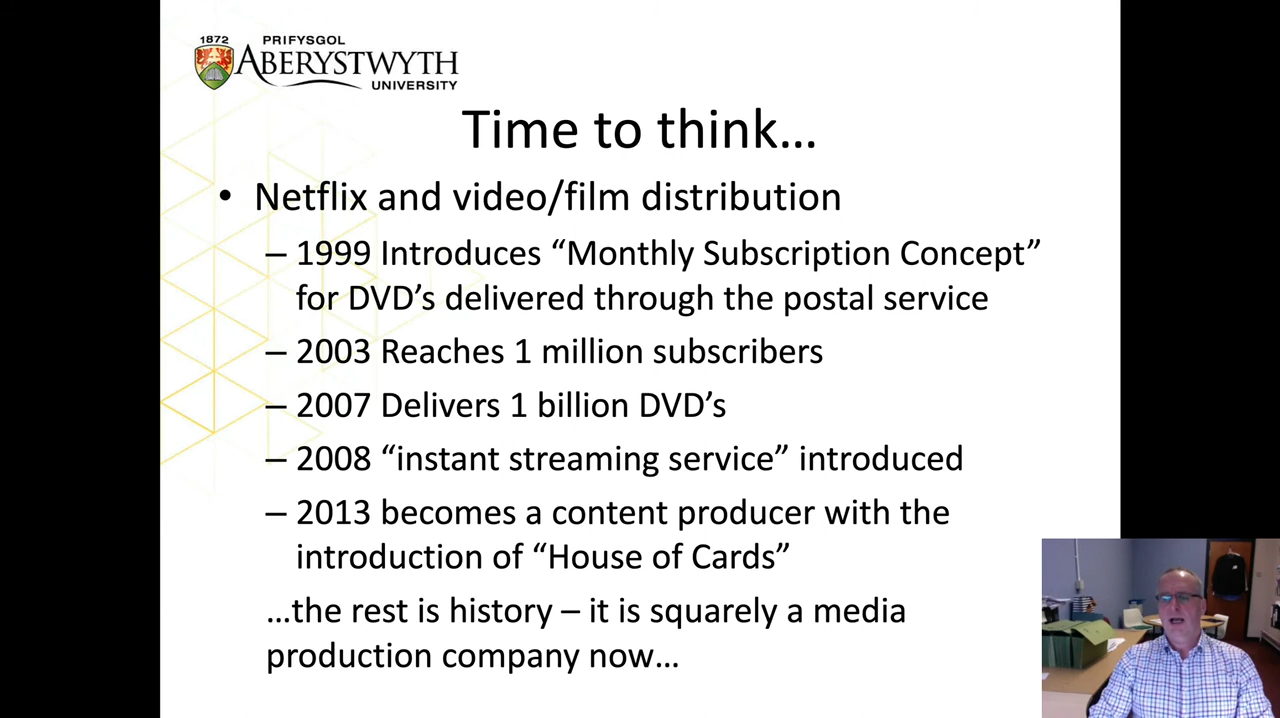 1872 PRIFYSGOL
ABERYSTWYTH
UNIVERSITY
Time to think…
• Netflix and video/film distribution
– 1999 Introduces “Monthly Subscription Concept”
for DVD’s delivered through the postal service
– 2003 Reaches 1 million subscribers
– 2007 Delivers 1 billion DVD’s
– 2008 “instant streaming service” introduced
– 2013 becomes a content producer with the
introduction of “House of Cards”
…the rest is history – it is squarely a media
production company now…